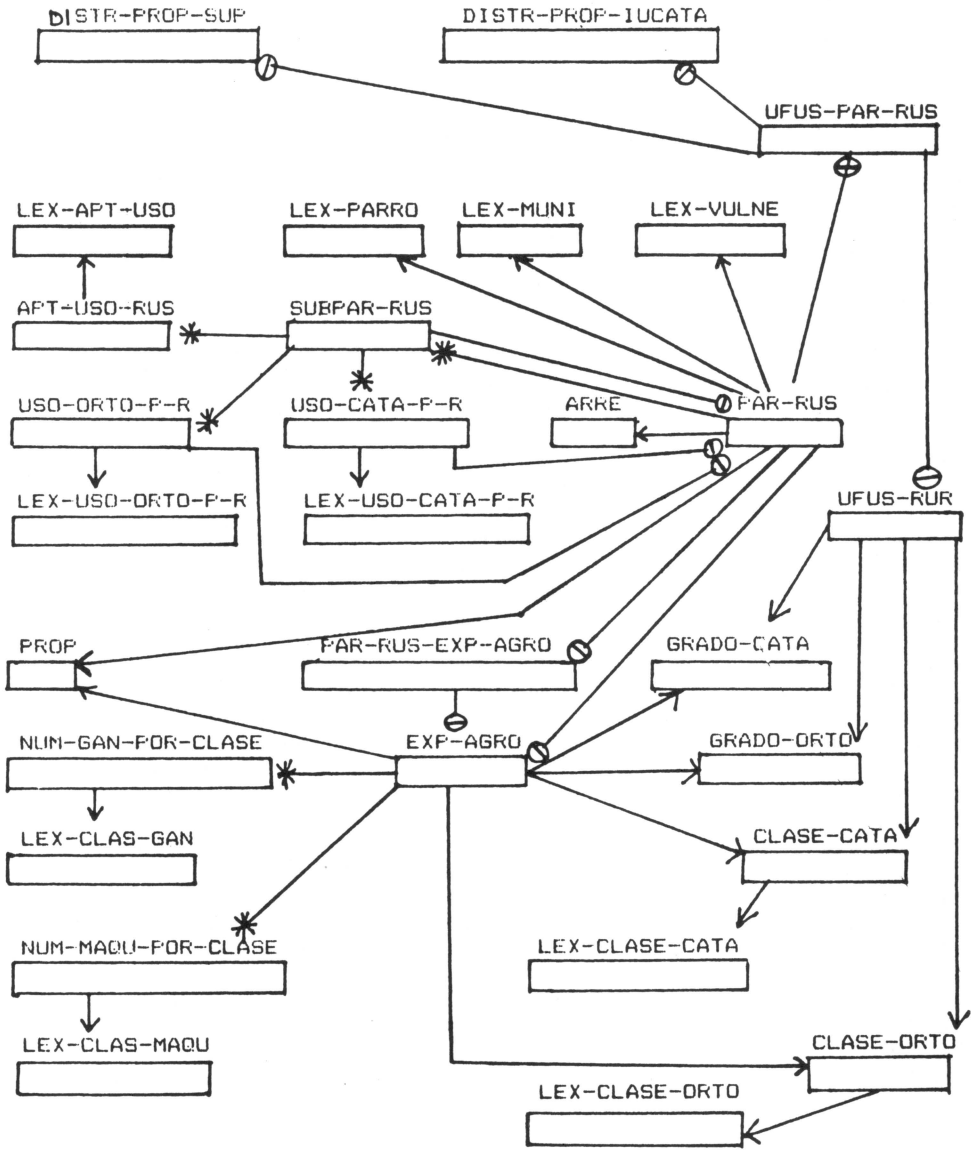 DISTR-PROP-SUP
DISTR-PROP-IUCATA
UFUS-PAR-RUS
LEX-APT-USO
LEX-PARRO
LEX-MUNI
LEX-VULNE
APT-USO-RUS
SUBPAR-RUS
USO-ORTO-P-R
USO-CATA-P-R
ARRE
PAR-RUS
LEX-USO-ORTO-P-R
LEX-USO-CATA-P-R
UFUS-RUR
PROP
PAR-RUS-EXP-AGRO
GRADO-CATA
NUM-GAN-POR-CLASE
EXP-AGRO
GRADO-ORTO
LEX-CLAS-GAN
CLASE-CATA
NUM-MAQU-POR-CLASE
LEX-CLASE-CATA
LEX-CLAS-MAQU
CLASE-ORTO
LEX-CLASE-ORTO